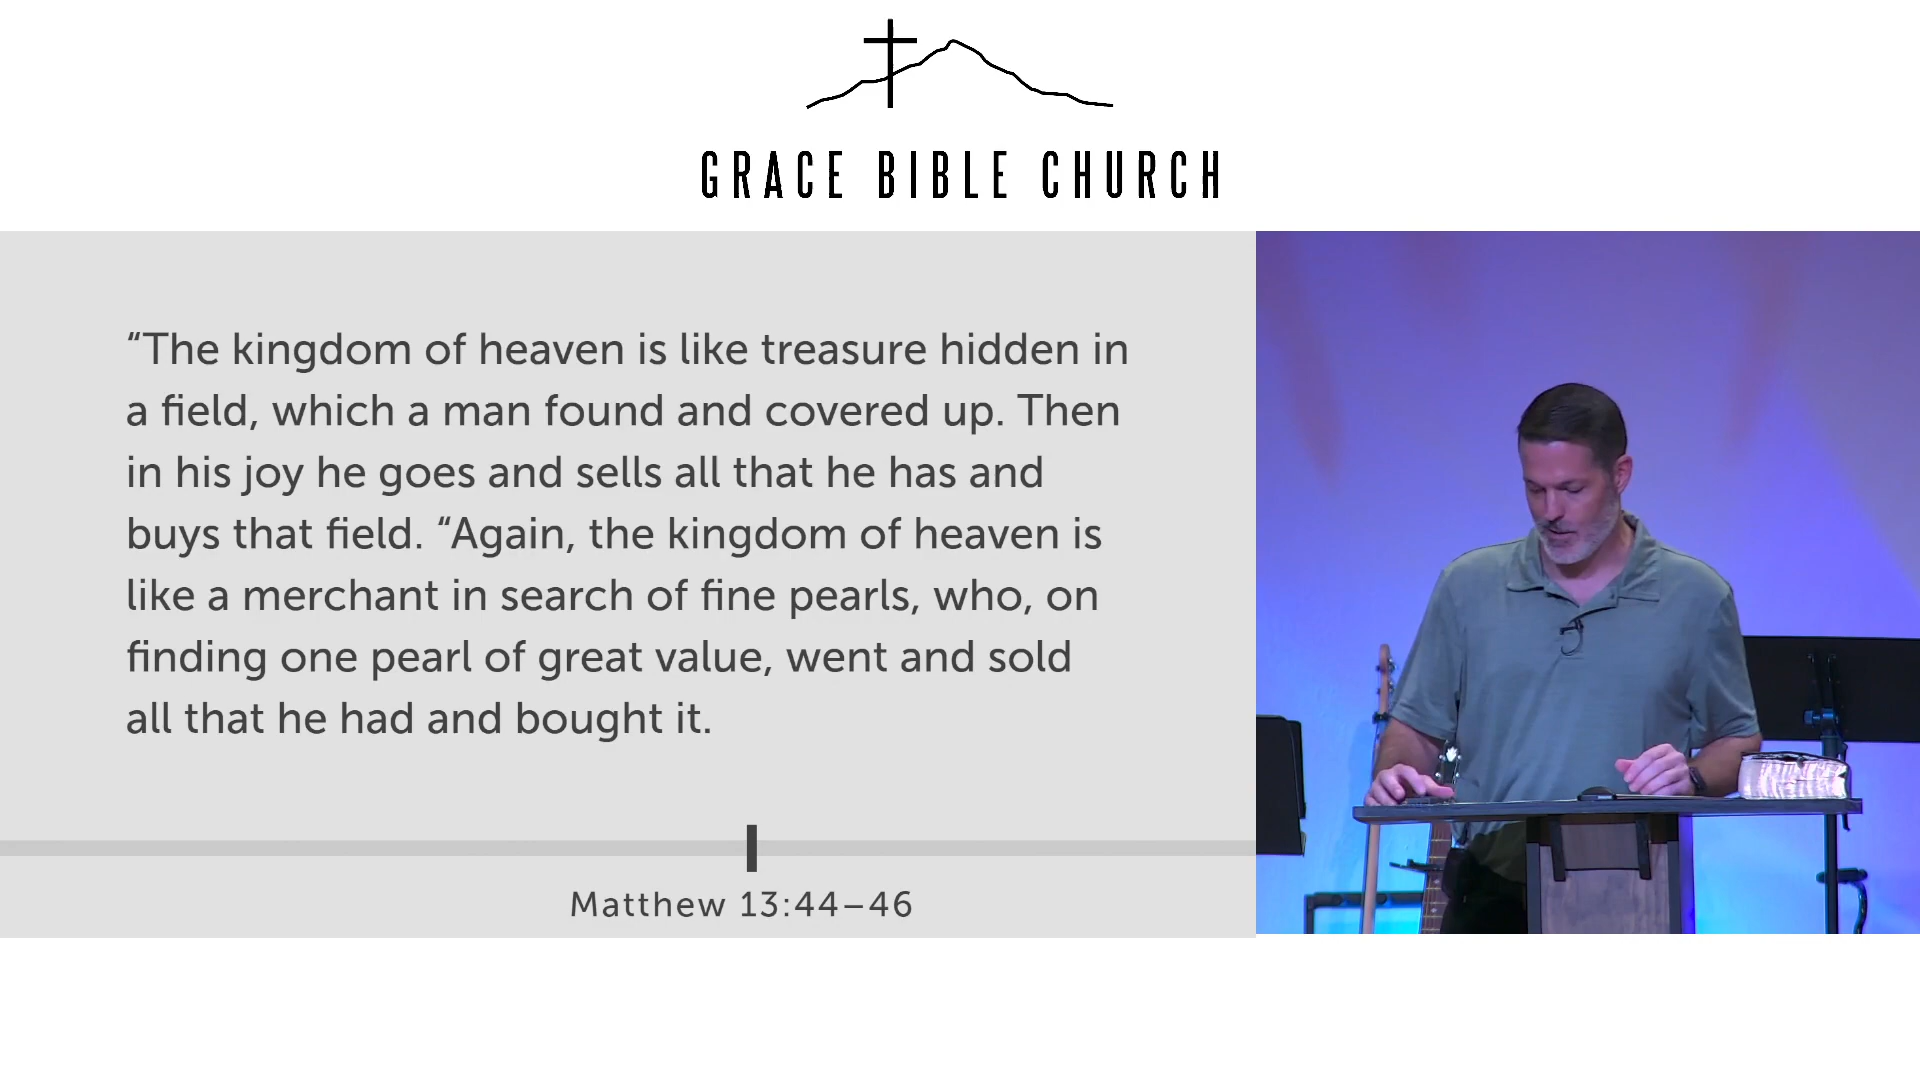 GRACE BIBLE CHURCH
“The kingdom of heaven is like treasure hidden in
a field, which a man found and covered up. Then
in his joy he goes and sells all that he has and
buys that field. “Again, the kingdom of heaven is
like a merchant in search of fine pearls, who, on
finding one pearl of great value, went and sold
all that he had and bought it.
Matthew 13:44–46